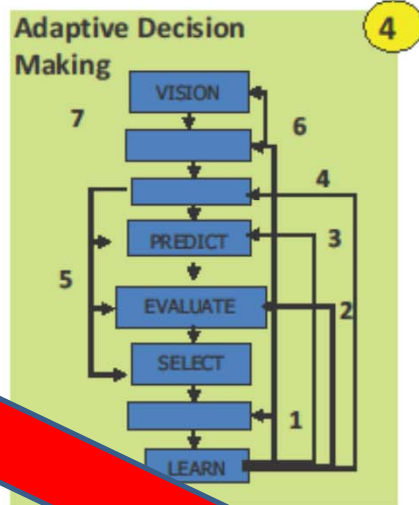 Adaptive Decision
Making
4
VISION
7
6
4
3
PREDICT
5
EVALUATE
2
SELECT
1
LEARN